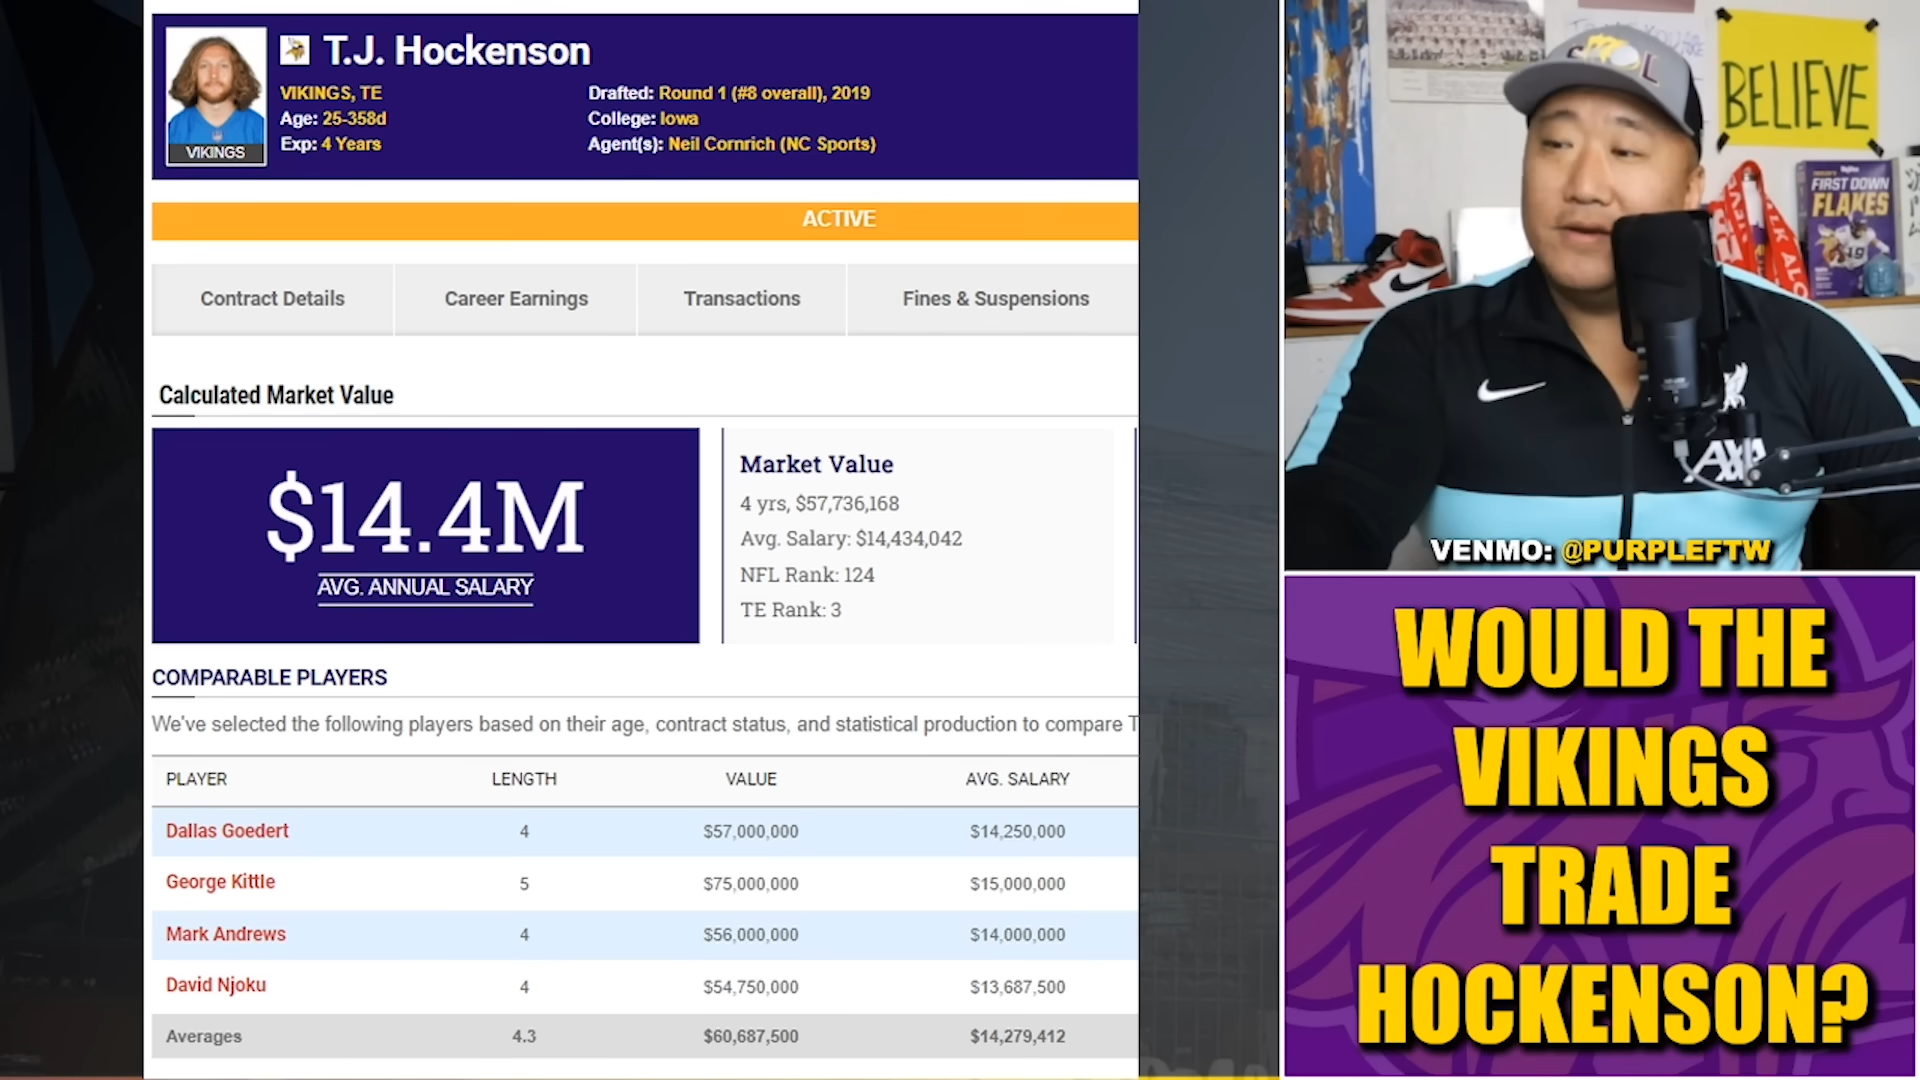 T.J. Hockenson
VIKINGS, TE
Age: 25-358d
Exp: 4 Years
VIKINGS
Drafted: Round 1 (#8 overall), 2019
College: Iowa
Agent(s): Neil Cornrich (NC Sports)
ACTIVE
Contract Details
Career Earnings
Transactions
Fines & Suspensions
Calculated Market Value
$14.4M
AVG. ANNUAL SALARY
Market Value
4 yrs, $57,736,168
Avg. Salary: $14,434,042
NFL Rank: 124
TE Rank: 3
COMPARABLE PLAYERS
We've selected the following players based on their age, contract status, and statistical production to compare T
PLAYER LENGTH VALUE AVG. SALARY
Dallas Goedert 4 $57,000,000 $14,250,000
George Kittle 5 $75,000,000 $15,000,000
Mark Andrews 4 $56,000,000 $14,000,000
David Njoku 4 $54,750,000 $13,687,500
Averages 4.3 $60,687,500 $14,279,412
BELIEVE
FIRST DOWN
FLAKES
AXA
VENMO: @PURPLEFTW
WOULD THE
VIKINGS
TRADE
HOCKENSON?